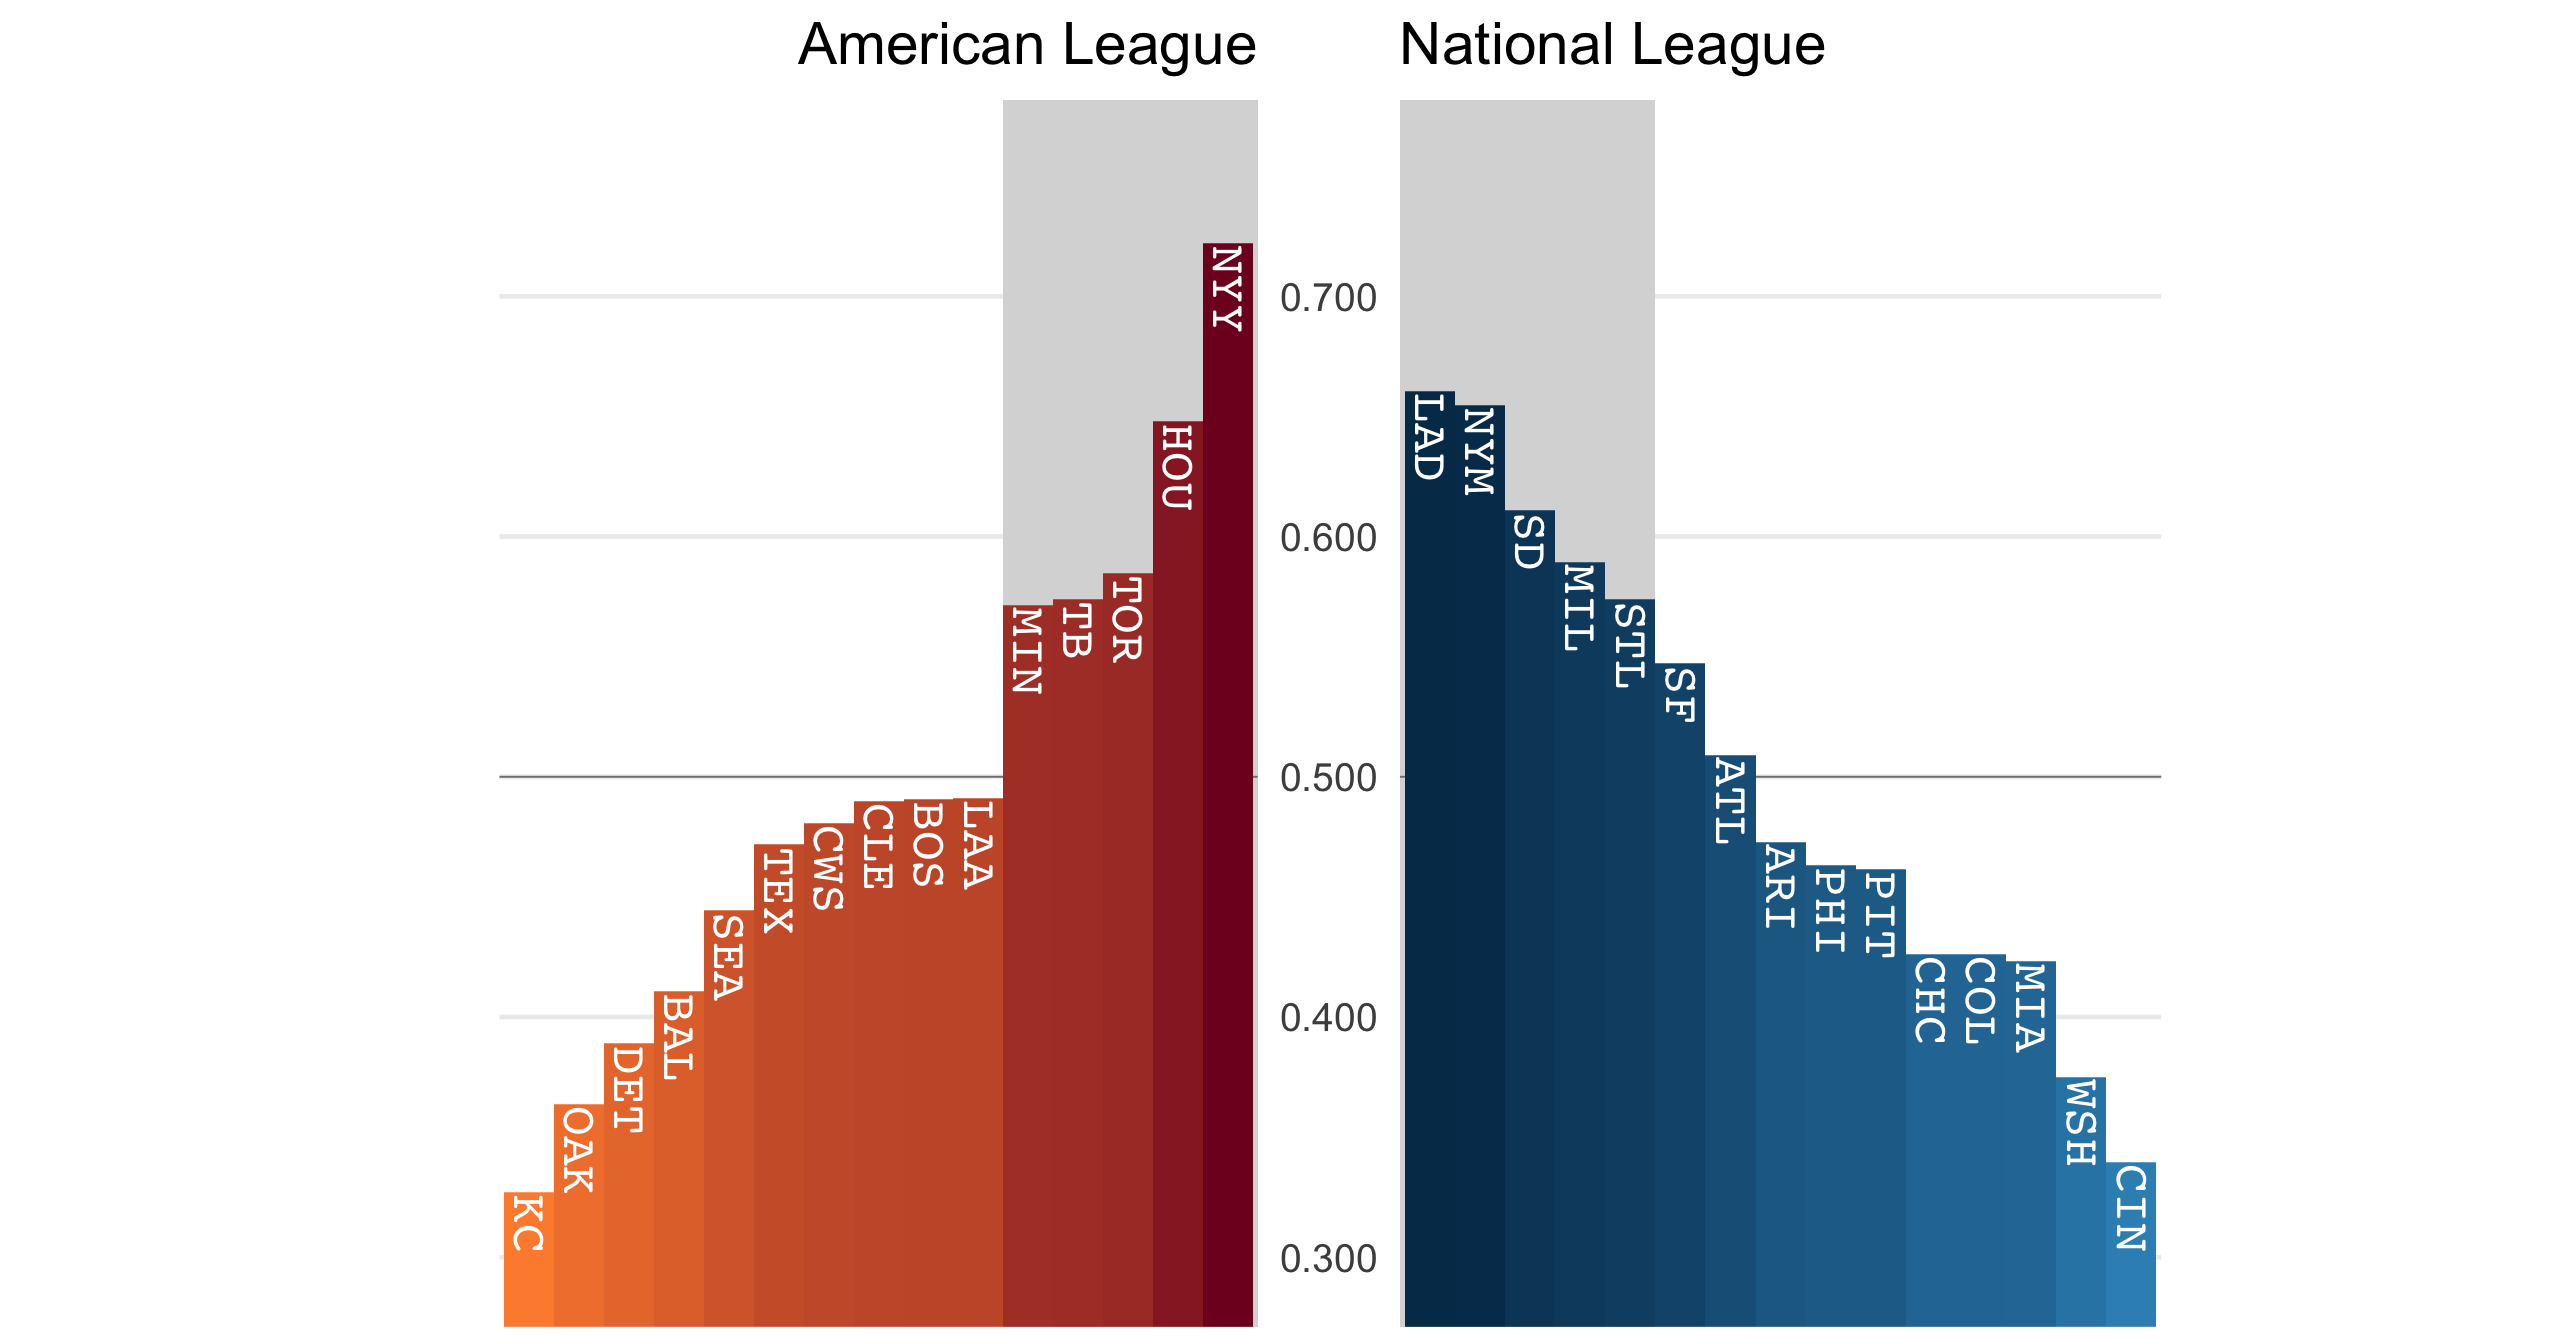 American League
National League
0.700
0.600
0.500
0.400
0.300
KC
OAK
DET
BAL
SEA
TEX
CWS
CLE
BOS
LAA
MIN
TB
TOR
HOU
NYY
LAD
NYM
SD
MIL
STL
SF
ATL
ARI
PHI
PIT
CHC
COL
MIA
WSH
CIN